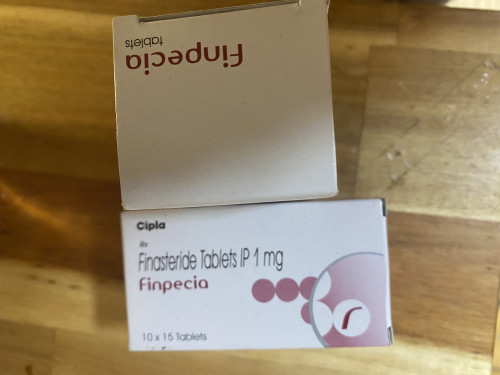 Finpecia
tablets
Cipla
Rx
Finasteride Tablets IP 1 mg
Finpecia
10 x 15 Tablets